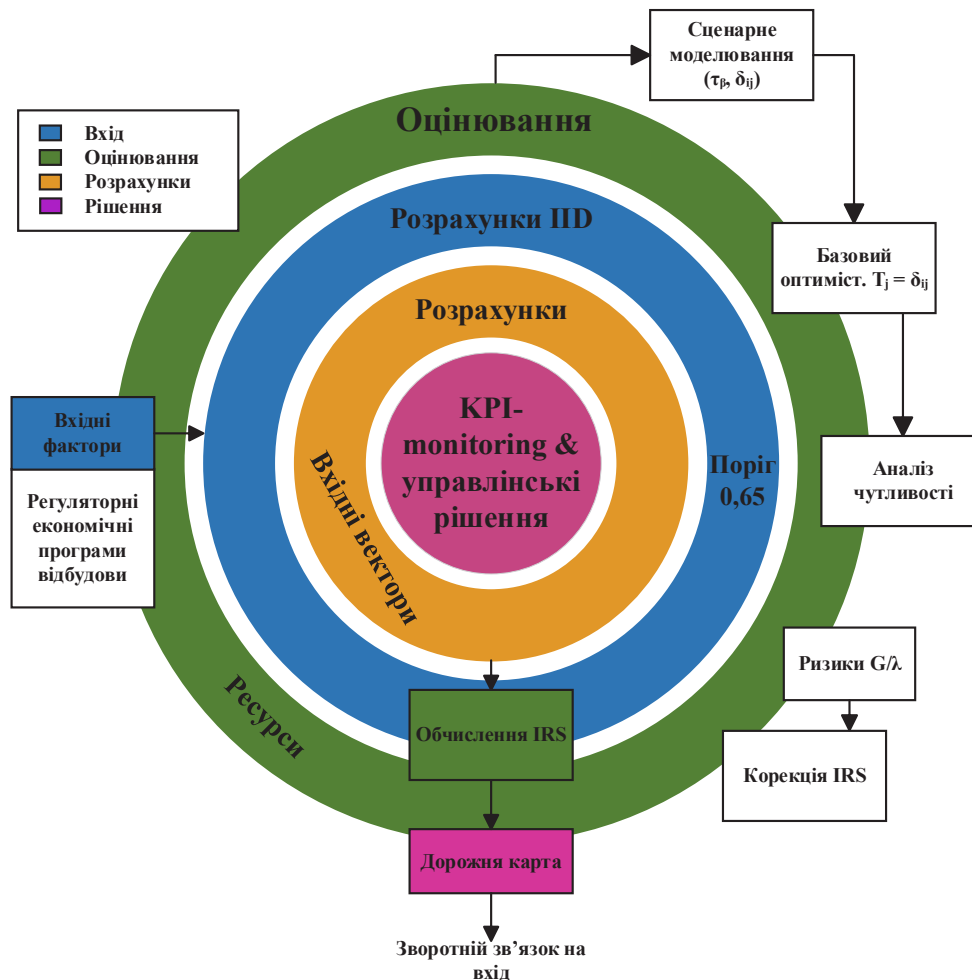 Сценарне
моделювання
(τᵦ, δᵢⱼ)
Оцінювання
Вхід
Оцінювання
Розрахунки
Рішення
Розрахунки IID
Базовий
оптиміст. Tⱼ = δᵢⱼ
Розрахунки
KPI-
monitoring &
управлінські
рішення
Вхідні
фактори
Регуляторні
економічні
програми
відбудови
Вхідні вектори
Поріг
0,65
Аналіз
чутливості
Ресурси
Ризики G/λ
Обчислення IRS
Корекція IRS
Дорожня карта
Зворотній зв’язок на
вхід